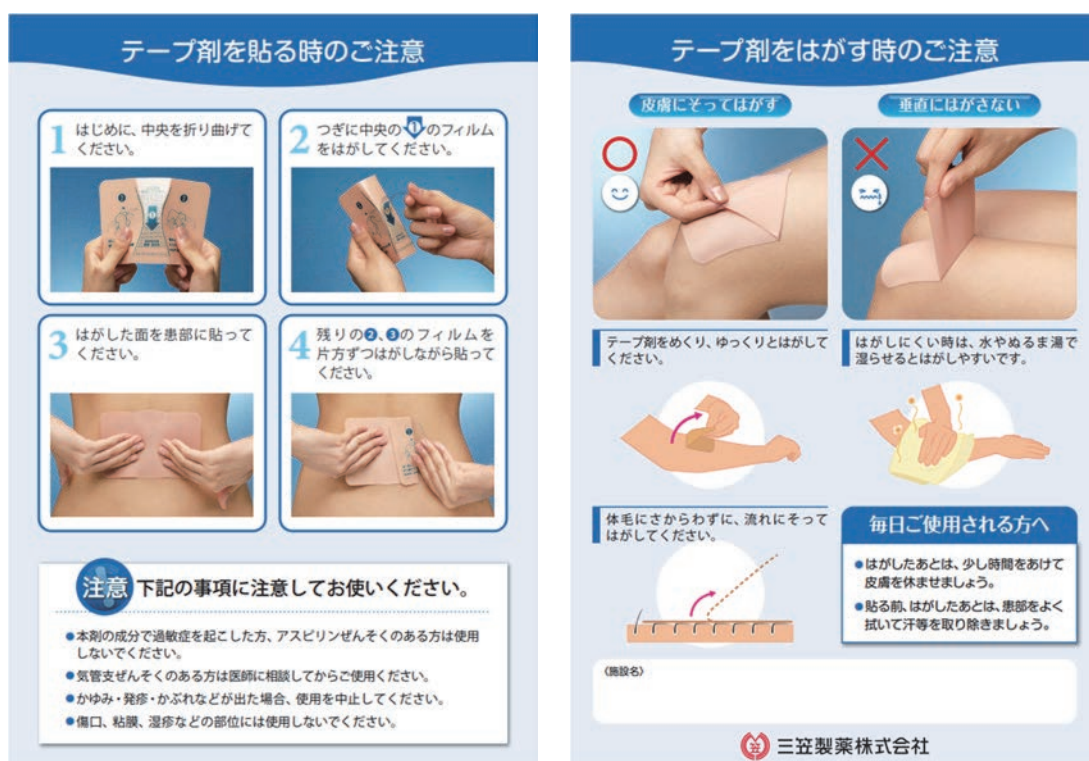 テープ剤を貼る時のご注意
1 はじめに、中央を折り曲げて
ください。
2 つぎに中央の①のフィルム
をはがしてください。
3 はがした面を患部に貼って
ください。
4 残りの❷、❸のフィルムを
片方ずつはがしながら貼って
ください。
注意 下記の事項に注意してお使いください。
●本剤の成分で過敏症を起こした方、アスピリンぜんそくのある方は使用
しないでください。
●気管支ぜんそくのある方は医師に相談してからご使用ください。
●かゆみ・発疹・かぶれなどが出た場合、使用を中止してください。
●傷口、粘膜、湿疹などの部位には使用しないでください。
テープ剤をはがす時のご注意
皮膚にそってはがす
垂直にはがさない
テープ剤をめくり、ゆっくりとはがして
ください。
はがしにくい時は、水やぬるま湯で
湿らせるとはがしやすいです。
体毛にさからわずに、流れにそって
はがしてください。
毎日ご使用される方へ
●はがしたあとは、少し時間をあけて
皮膚を休ませましょう。
●貼る前、はがしたあとは、患部をよく
拭いて汗等を取り除きましょう。
〈施設名〉
三笠製薬株式会社